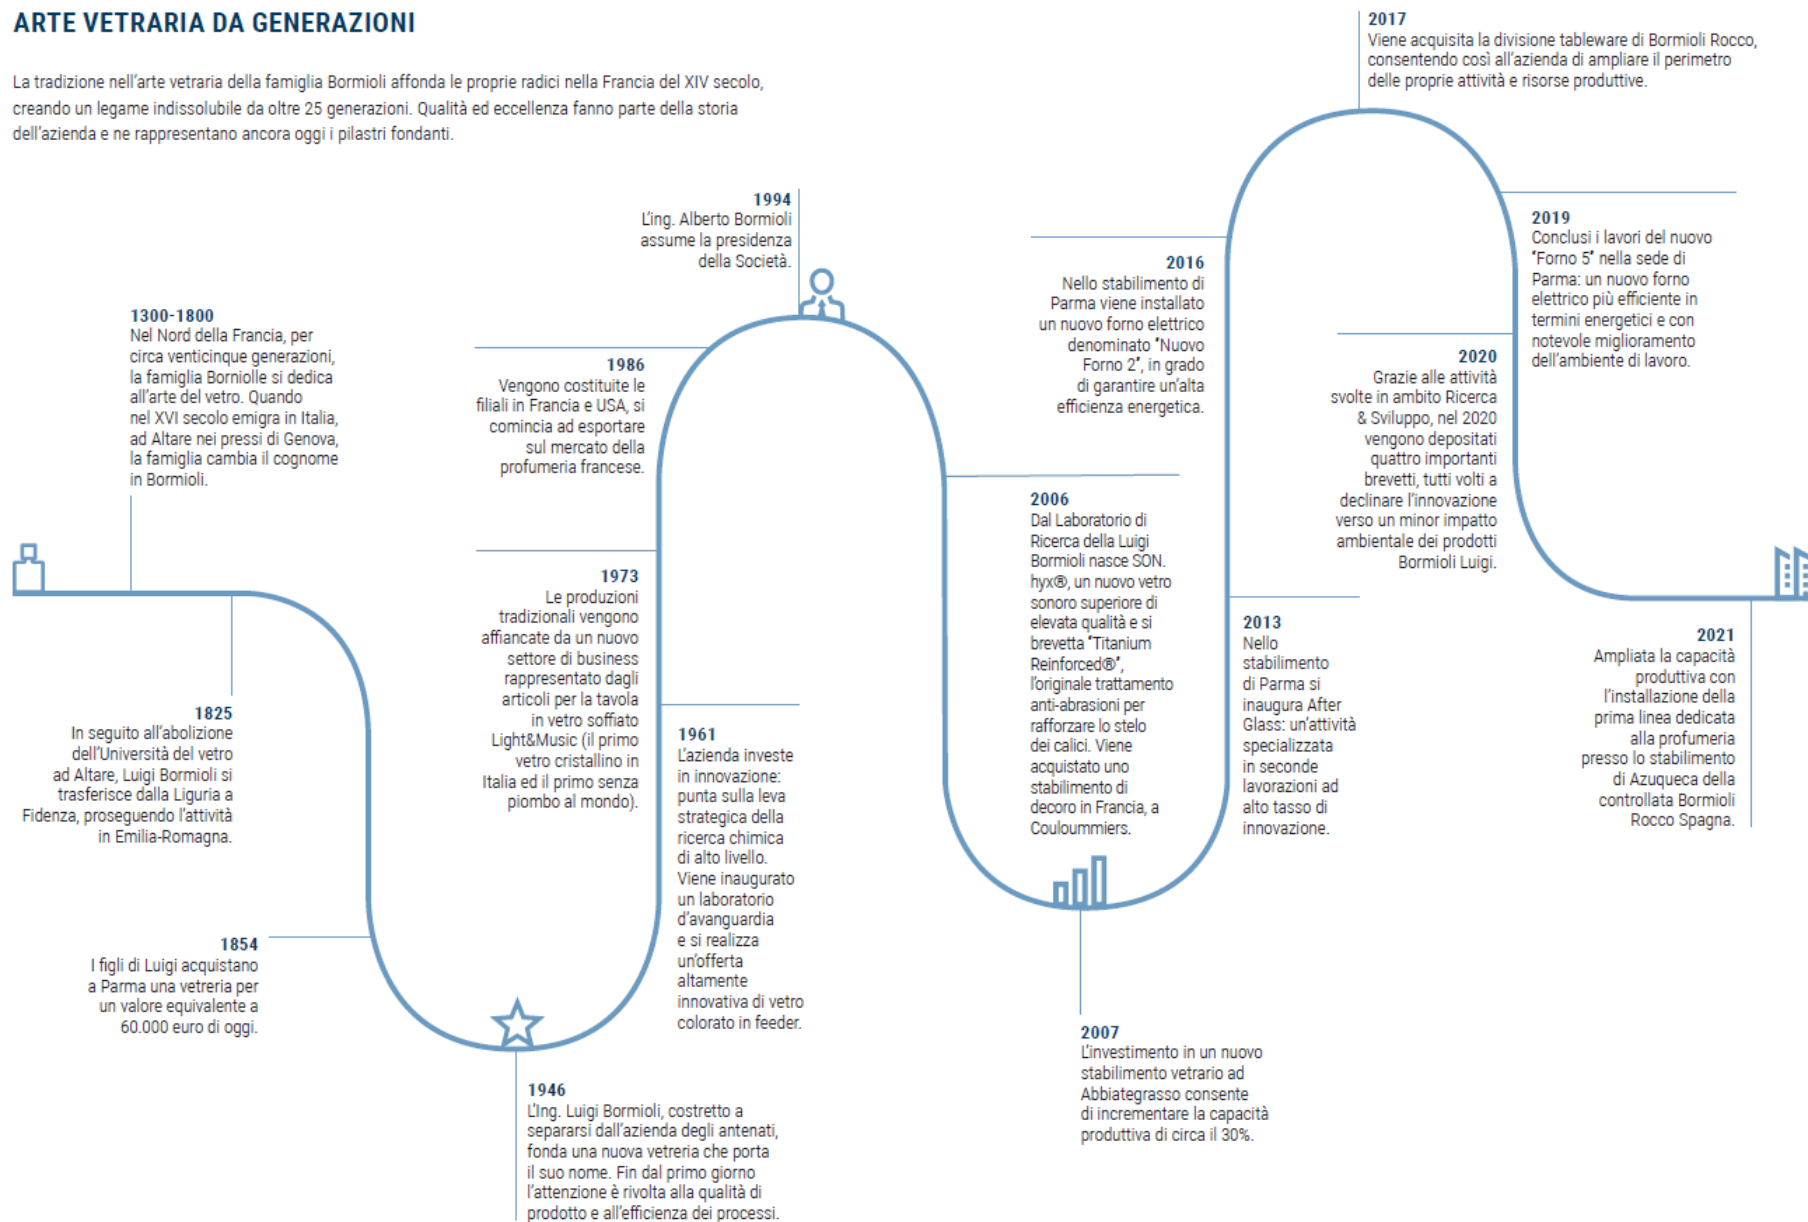 ARTE VETRARIA DA GENERAZIONI
La tradizione nell'arte vetraria della famiglia Bormioli affonda le proprie radici nella Francia del XIV secolo,
creando un legame indissolubile da oltre 25 generazioni. Qualità ed eccellenza fanno parte della storia
dell'azienda e ne rappresentano ancora oggi i pilastri fondanti.
1300-1800
Nel Nord della Francia, per
circa venticinque generazioni,
la famiglia Borniolle si dedica
all'arte del vetro. Quando
nel XVI secolo emigra in Italia,
ad Altare nei pressi di Genova,
la famiglia cambia il cognome
in Bormioli.
1825
In seguito all'abolizione
dell'Università del vetro
ad Altare, Luigi Bormioli si
trasferisce dalla Liguria a
Fidenza, proseguendo l'attività
in Emilia-Romagna.
1854
I figli di Luigi acquistano
a Parma una vetreria per
un valore equivalente a
60.000 euro di oggi.
1946
L'Ing. Luigi Bormioli, costretto a
separarsi dall'azienda degli antenati,
fonda una nuova vetreria che porta
il suo nome. Fin dal primo giorno
l'attenzione è rivolta alla qualità di
prodotto e all'efficienza dei processi.
1961
L'azienda investe
in innovazione:
punta sulla leva
strategica della
ricerca chimica
di alto livello.
Viene inaugurato
un laboratorio
d'avanguardia
e si realizza
un'offerta
altamente
innovativa di vetro
colorato in feeder.
1973
Le produzioni
tradizionali vengono
affiancate da un nuovo
settore di business
rappresentato dagli
articoli per la tavola
in vetro soffiato
Light&Music (il primo
vetro cristallino in
Italia ed il primo senza
piombo al mondo).
1986
Vengono costituite le
filiali in Francia e USA, si
comincia ad esportare
sul mercato della
profumeria francese.
1994
L'ing. Alberto Bormioli
assume la presidenza
della Società.
2006
Dal Laboratorio di
Ricerca della Luigi
Bormioli nasce SON.
hyx®, un nuovo vetro
sonoro superiore di
elevata qualità e si
brevetta "Titanium
Reinforced®",
l'originale trattamento
anti-abrasioni per
rafforzare lo stelo
dei calici. Viene
acquistato uno
stabilimento di
decoro in Francia, a
Couloummiers.
2007
L'investimento in un nuovo
stabilimento vetrario ad
Abbiategrasso consente
di incrementare la capacità
produttiva di circa il 30%.
2013
Nello
stabilimento
di Parma si
inaugura After
Glass: un'attività
specializzata
in seconde
lavorazioni ad
alto tasso di
innovazione.
2016
Nello stabilimento di
Parma viene installato
un nuovo forno elettrico
denominato "Nuovo
Forno 2", in grado
di garantire un'alta
efficienza energetica.
2017
Viene acquisita la divisione tableware di Bormioli Rocco,
consentendo così all'azienda di ampliare il perimetro
delle proprie attività e risorse produttive.
2019
Conclusi i lavori del nuovo
"Forno 5" nella sede di
Parma: un nuovo forno
elettrico più efficiente in
termini energetici e con
notevole miglioramento
dell'ambiente di lavoro.
2020
Grazie alle attività
svolte in ambito Ricerca
& Sviluppo, nel 2020
vengono depositati
quattro importanti
brevetti, tutti volti a
declinare l'innovazione
verso un minor impatto
ambientale dei prodotti
Bormioli Luigi.
2021
Ampliata la capacità
produttiva con
l'installazione della
prima linea dedicata
alla profumeria
presso lo stabilimento
di Azuqueca della
controllata Bormioli
Rocco Spagna.